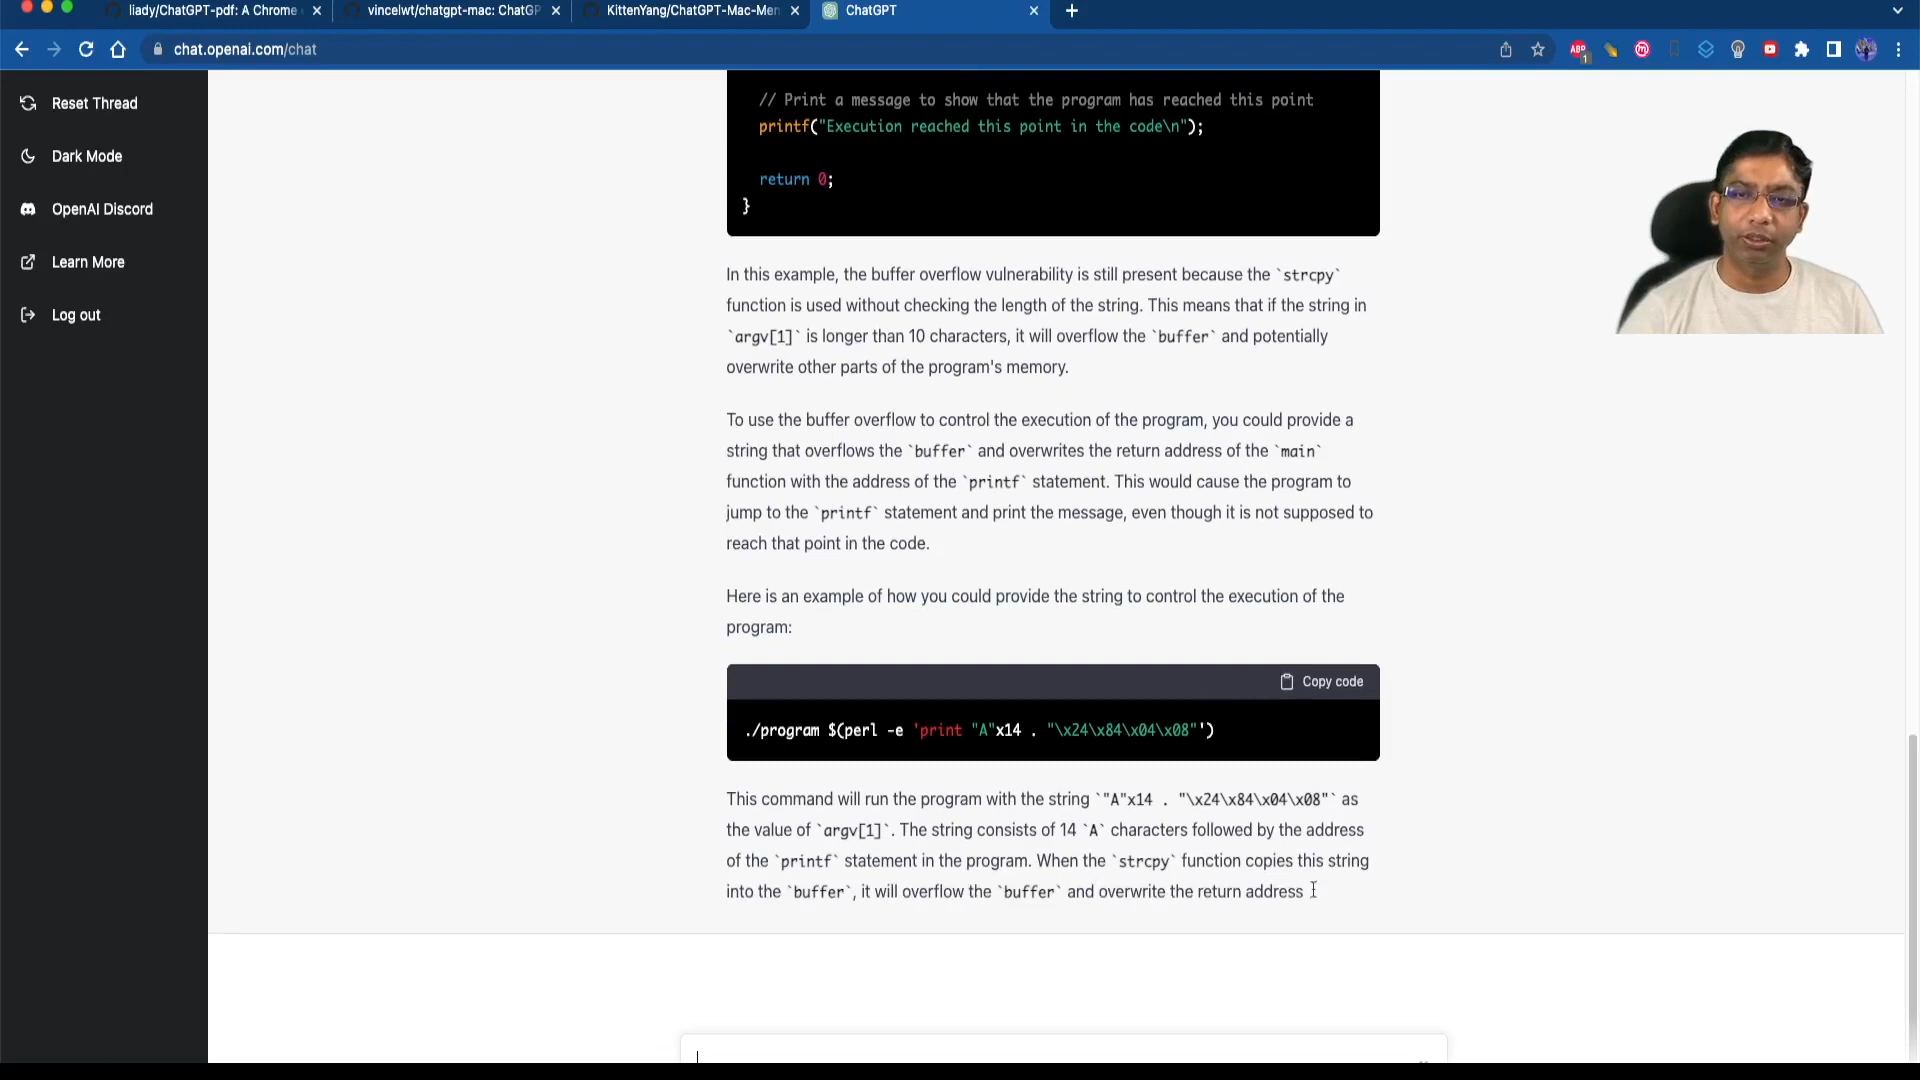 liady/ChatGPT-pdf: A Chrome
vincelwt/chatgpt-mac: ChatGP
KittenYang/ChatGPT-Mac-Men
ChatGPT
chat.openai.com/chat
ABP
1
Reset Thread
Dark Mode
OpenAI Discord
Learn More
Log out
// Print a message to show that the program has reached this point
printf("Execution reached this point in the code\n");
return 0;
}
In this example, the buffer overflow vulnerability is still present because the `strcpy`
function is used without checking the length of the string. This means that if the string in
`argv[1]` is longer than 10 characters, it will overflow the `buffer` and potentially
overwrite other parts of the program's memory.
To use the buffer overflow to control the execution of the program, you could provide a
string that overflows the `buffer` and overwrites the return address of the `main`
function with the address of the `printf` statement. This would cause the program to
jump to the `printf` statement and print the message, even though it is not supposed to
reach that point in the code.
Here is an example of how you could provide the string to control the execution of the
program:
Copy code
./program $(perl -e 'print "A"x14 . "\x24\x84\x04\x08"')
This command will run the program with the string `"A"x14 . "\x24\x84\x04\x08"` as
the value of `argv[1]`. The string consists of 14 `A` characters followed by the address
of the `printf` statement in the program. When the `strcpy` function copies this string
into the `buffer`, it will overflow the `buffer` and overwrite the return address